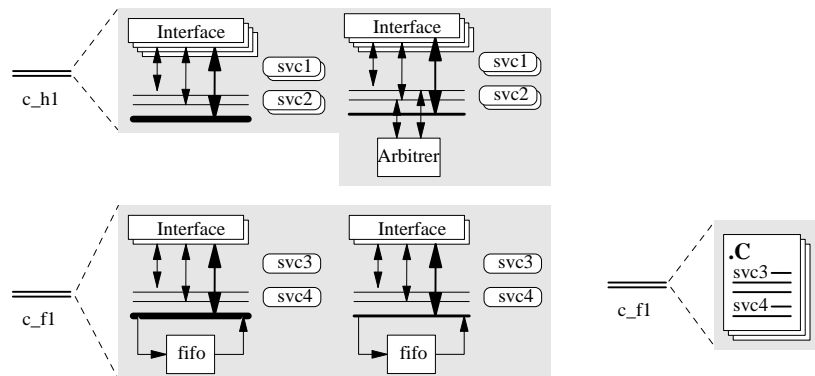 Interface
svc1
svc2
c_h1
Interface
svc1
svc2
Arbitrer
Interface
svc3
svc4
c_f1
fifo
Interface
svc3
svc4
fifo
c_f1
.C
svc3
svc4